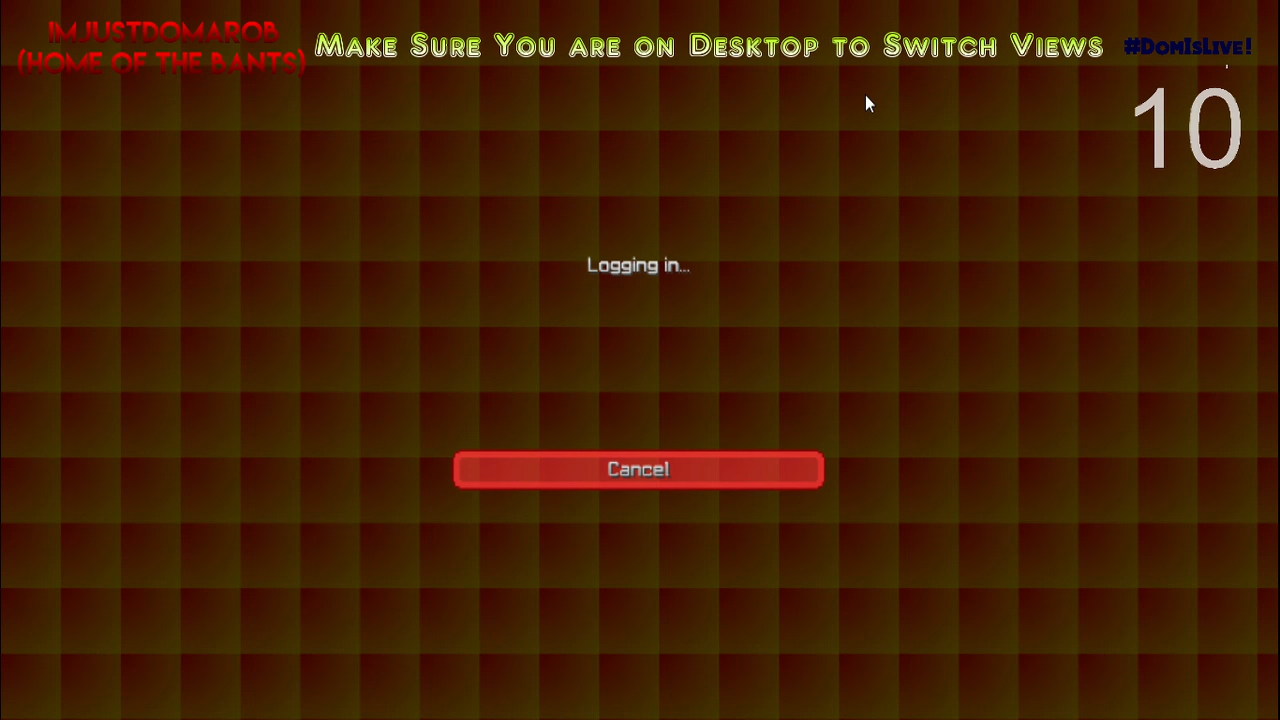 IMJUSTDOMAROB
(HOME OF THE BANTS)
Make Sure You are on Desktop to Switch Views
#DomIsLive!
10
Logging in...
Cancel